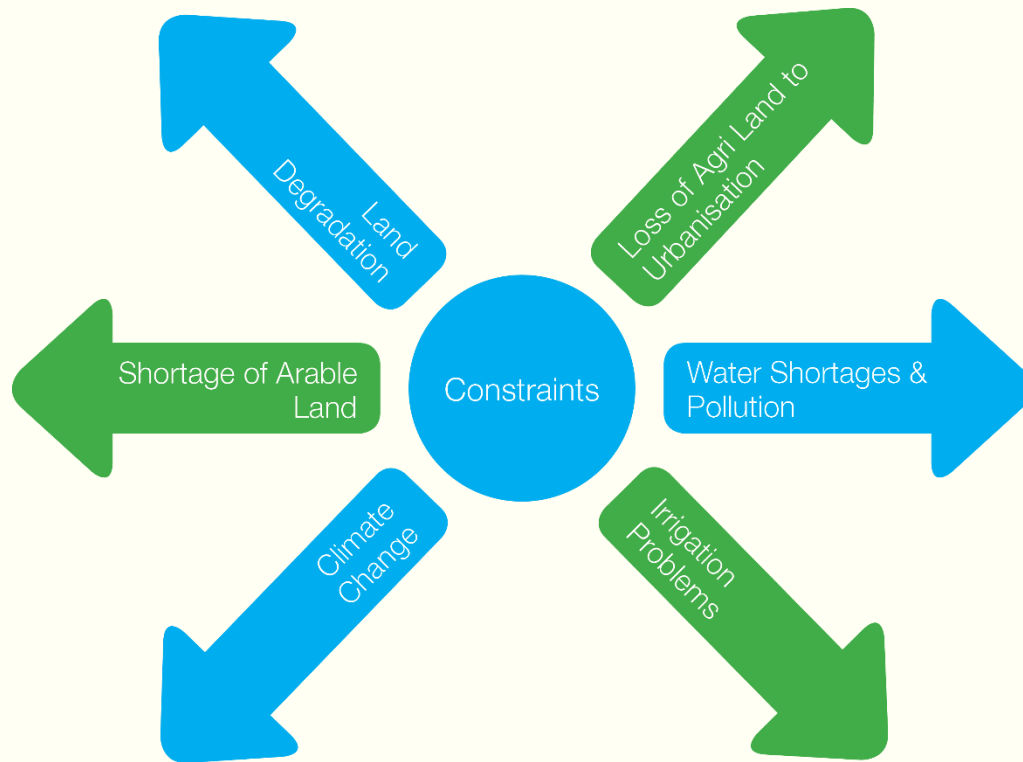 Land
Degradation
Loss of Agri Land to
Urbanisation
Shortage of Arable
Land
Constraints
Water Shortages &
Pollution
Climate
Change
Irrigation
Problems